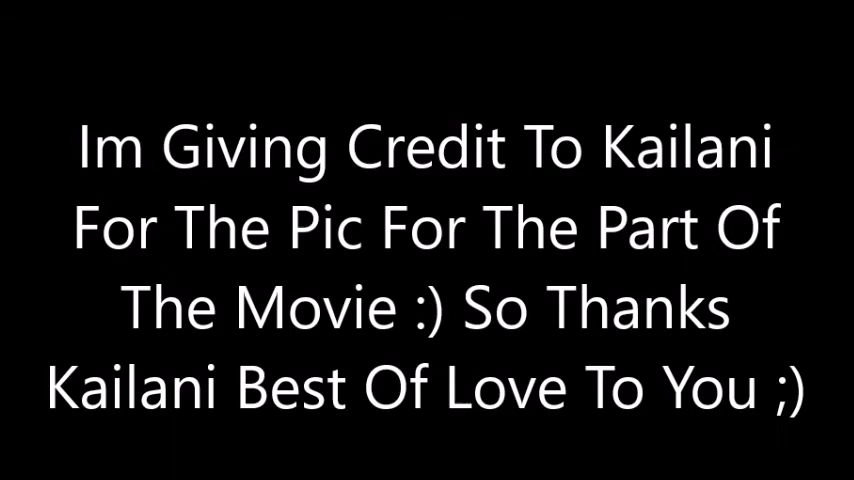 Im Giving Credit To Kailani
For The Pic For The Part Of
The Movie :) So Thanks
Kailani Best Of Love To You ;)